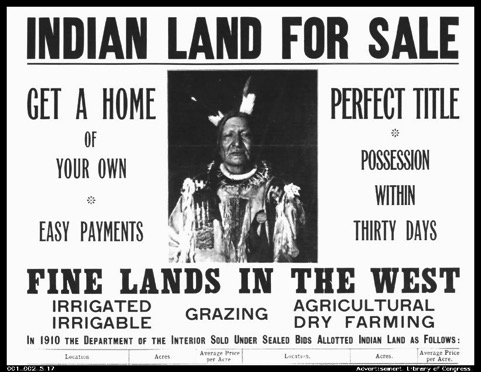 INDIAN LAND FOR SALE
GET A HOME
OF
YOUR OWN
*
EASY PAYMENTS
PERFECT TITLE
*
POSSESSION
WITHIN
THIRTY DAYS
FINE LANDS IN THE WEST
IRRIGATED
IRRIGABLE
GRAZING
AGRICULTURAL
DRY FARMING
IN 1910 THE DEPARTMENT OF THE INTERIOR SOLD UNDER SEALED BIDS ALLOTTED INDIAN LAND AS FOLLOWS:
Location. Acres. Average Price per Acre. Location. Acres. Average Price per Acre.
001_002_5_17
Advertisement, Library of Congress